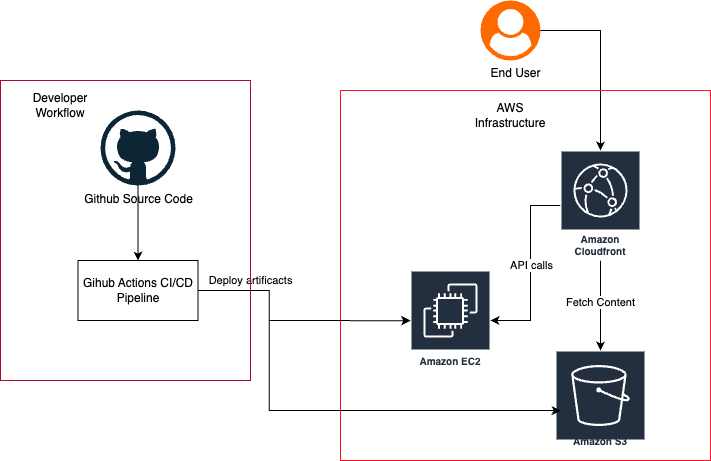 End User
Developer
Workflow
AWS
Infrastructure
Github Source Code
Amazon
Cloudfront
API calls
Gihub Actions CI/CD
Pipeline
Deploy artificacts
Fetch Content
Amazon EC2
Amazon S3